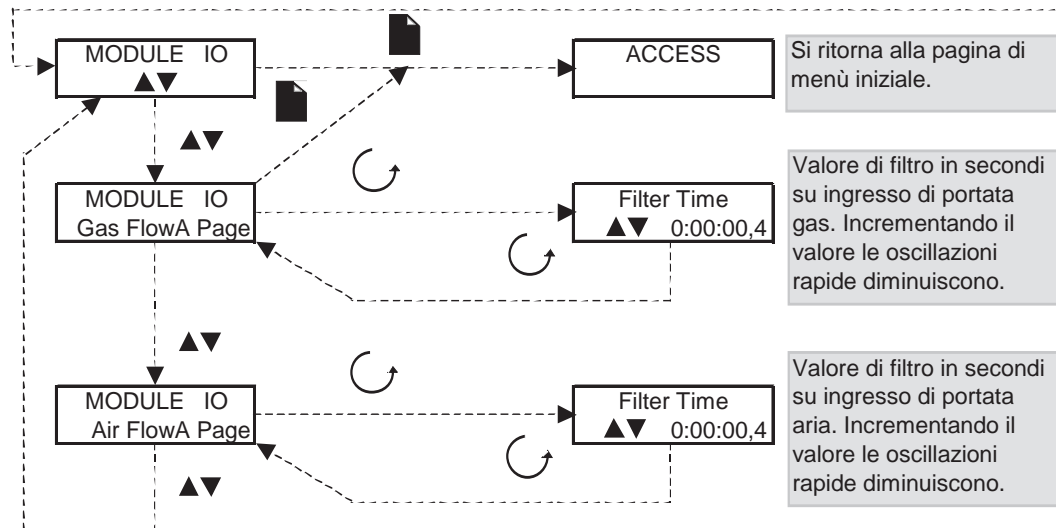 MODULE IO
▲▼
ACCESS
Si ritorna alla pagina di
menù iniziale.
▲▼
MODULE IO
Gas FlowA Page
Filter Time
▲▼ 0:00:00,4
Valore di filtro in secondi
su ingresso di portata
gas. Incrementando il
valore le oscillazioni
rapide diminuiscono.
▲▼
MODULE IO
Air FlowA Page
Filter Time
▲▼ 0:00:00,4
Valore di filtro in secondi
su ingresso di portata
aria. Incrementando il
valore le oscillazioni
rapide diminuiscono.
▲▼